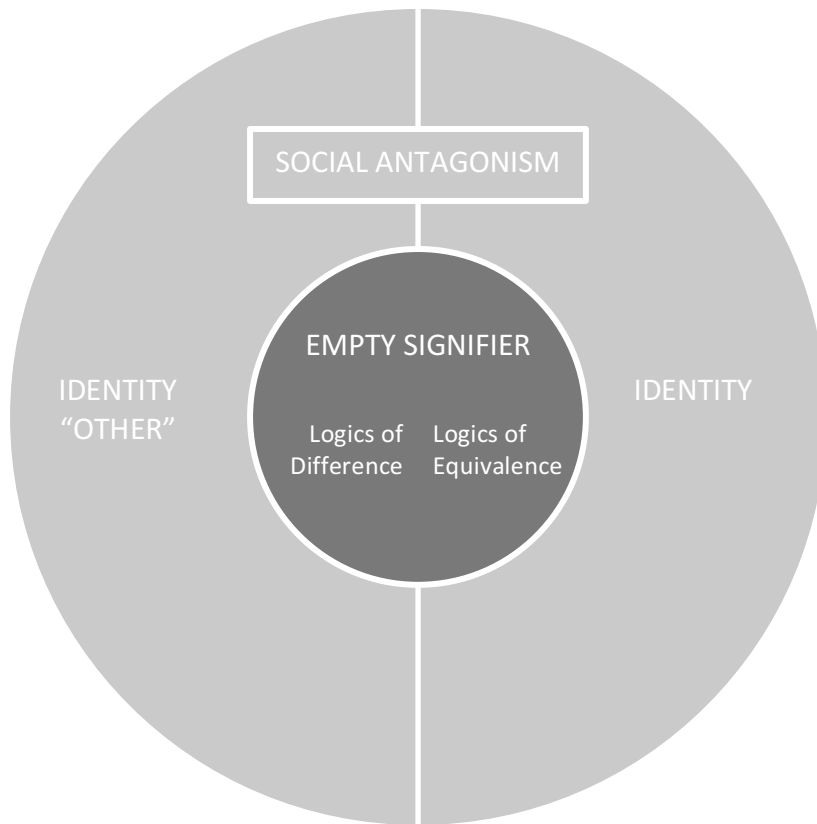 SOCIAL ANTAGONISM
EMPTY SIGNIFIER
IDENTITY
“OTHER”
IDENTITY
Logics of
Difference
Logics of
Equivalence